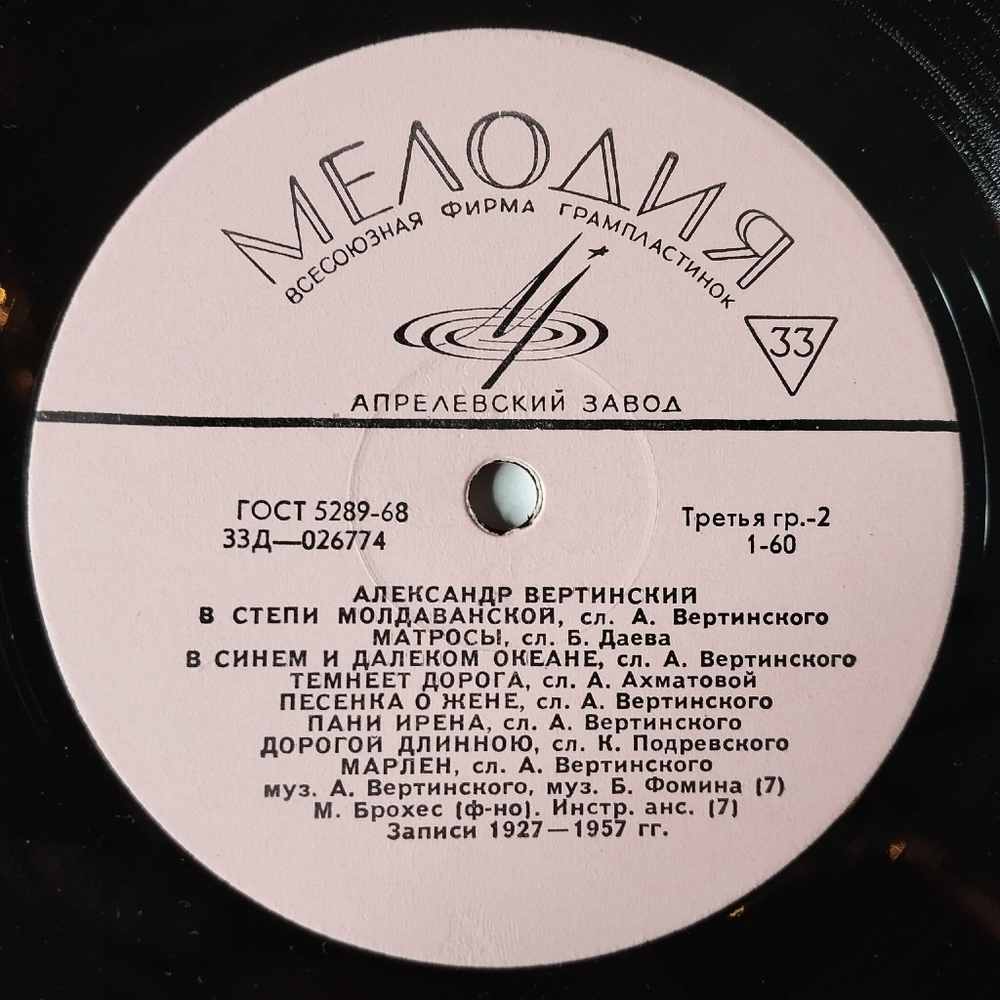 МЕЛОДИЯ
ВСЕСОЮЗНАЯ ФИРМА ГРАМПЛАСТИНОК
33
АПРЕЛЕВСКИЙ ЗАВОД
ГОСТ 5289-68
Третья гр.-2
33Д—026774
1-60
АЛЕКСАНДР ВЕРТИНСКИЙ
В СТЕПИ МОЛДАВАНСКОЙ, сл. А. Вертинского
МАТРОСЫ, сл. Б. Даева
В СИНЕМ И ДАЛЕКОМ ОКЕАНЕ, сл. А. Вертинского
ТЕМНЕЕТ ДОРОГА, сл. А. Ахматовой
ПЕСЕНКА О ЖЕНЕ, сл. А. Вертинского
ПАНИ ИРЕНА, сл. А. Вертинского
ДОРОГОЙ ДЛИННОЮ, сл. К. Подревского
МАРЛЕН, сл. А. Вертинского
муз. А. Вертинского, муз. Б. Фомина (7)
М. Брохес (ф-но). Инстр. анс. (7)
Записи 1927—1957 гг.